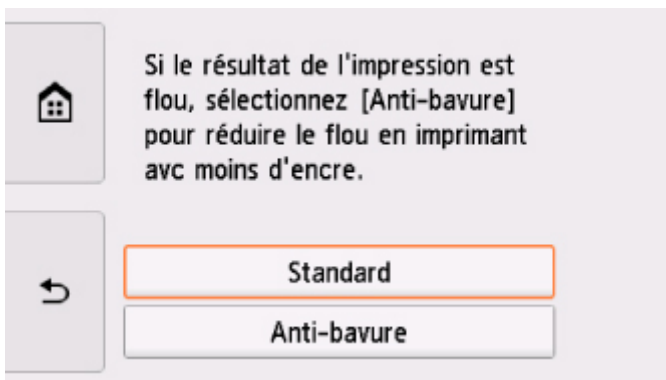 Si le résultat de l'impression est
flou, sélectionnez [Anti-bavure]
pour réduire le flou en imprimant
avc moins d'encre.
Standard
Anti-bavure